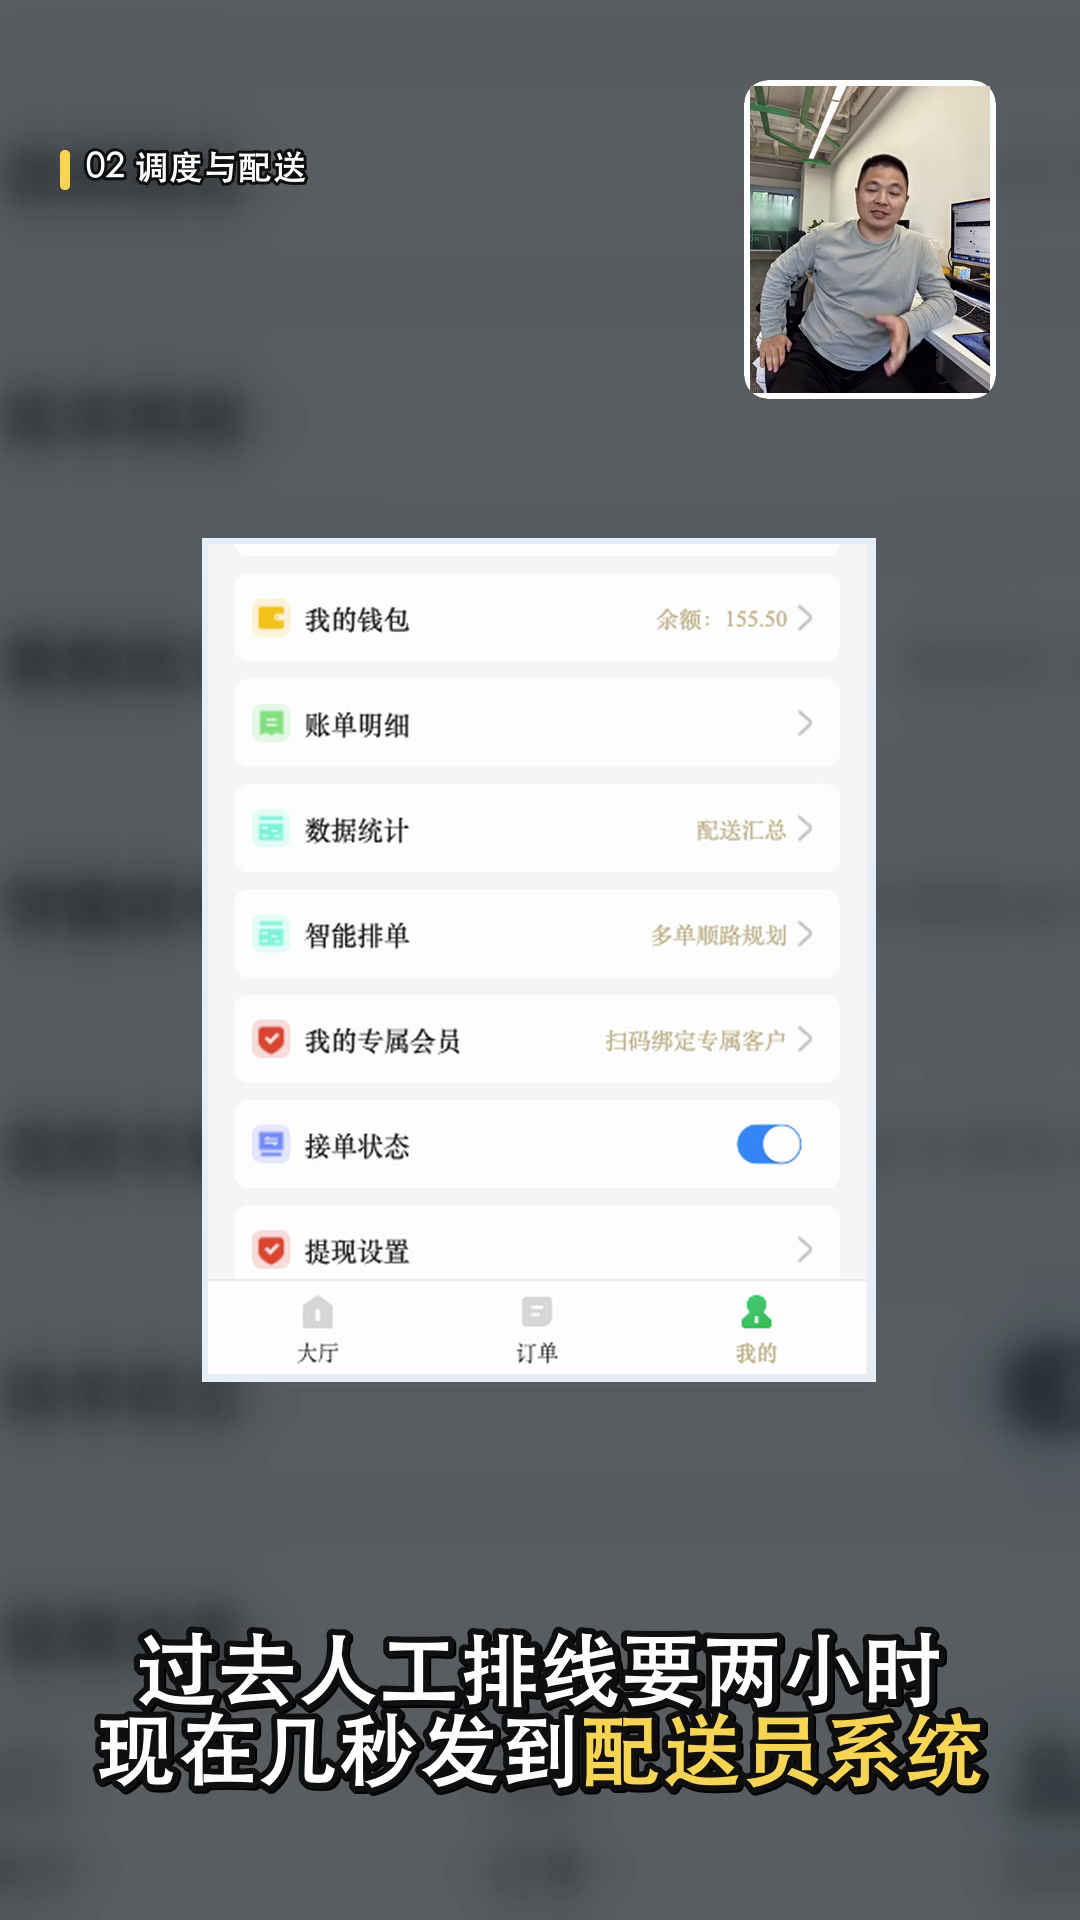 02 调度与配送
我的钱包 余额：155.50
账单明细
数据统计 配送汇总
智能排单 多单顺路规划
我的专属会员 扫码绑定专属客户
接单状态
提现设置
大厅 订单 我的
过去人工排线要两小时
现在几秒发到配送员系统